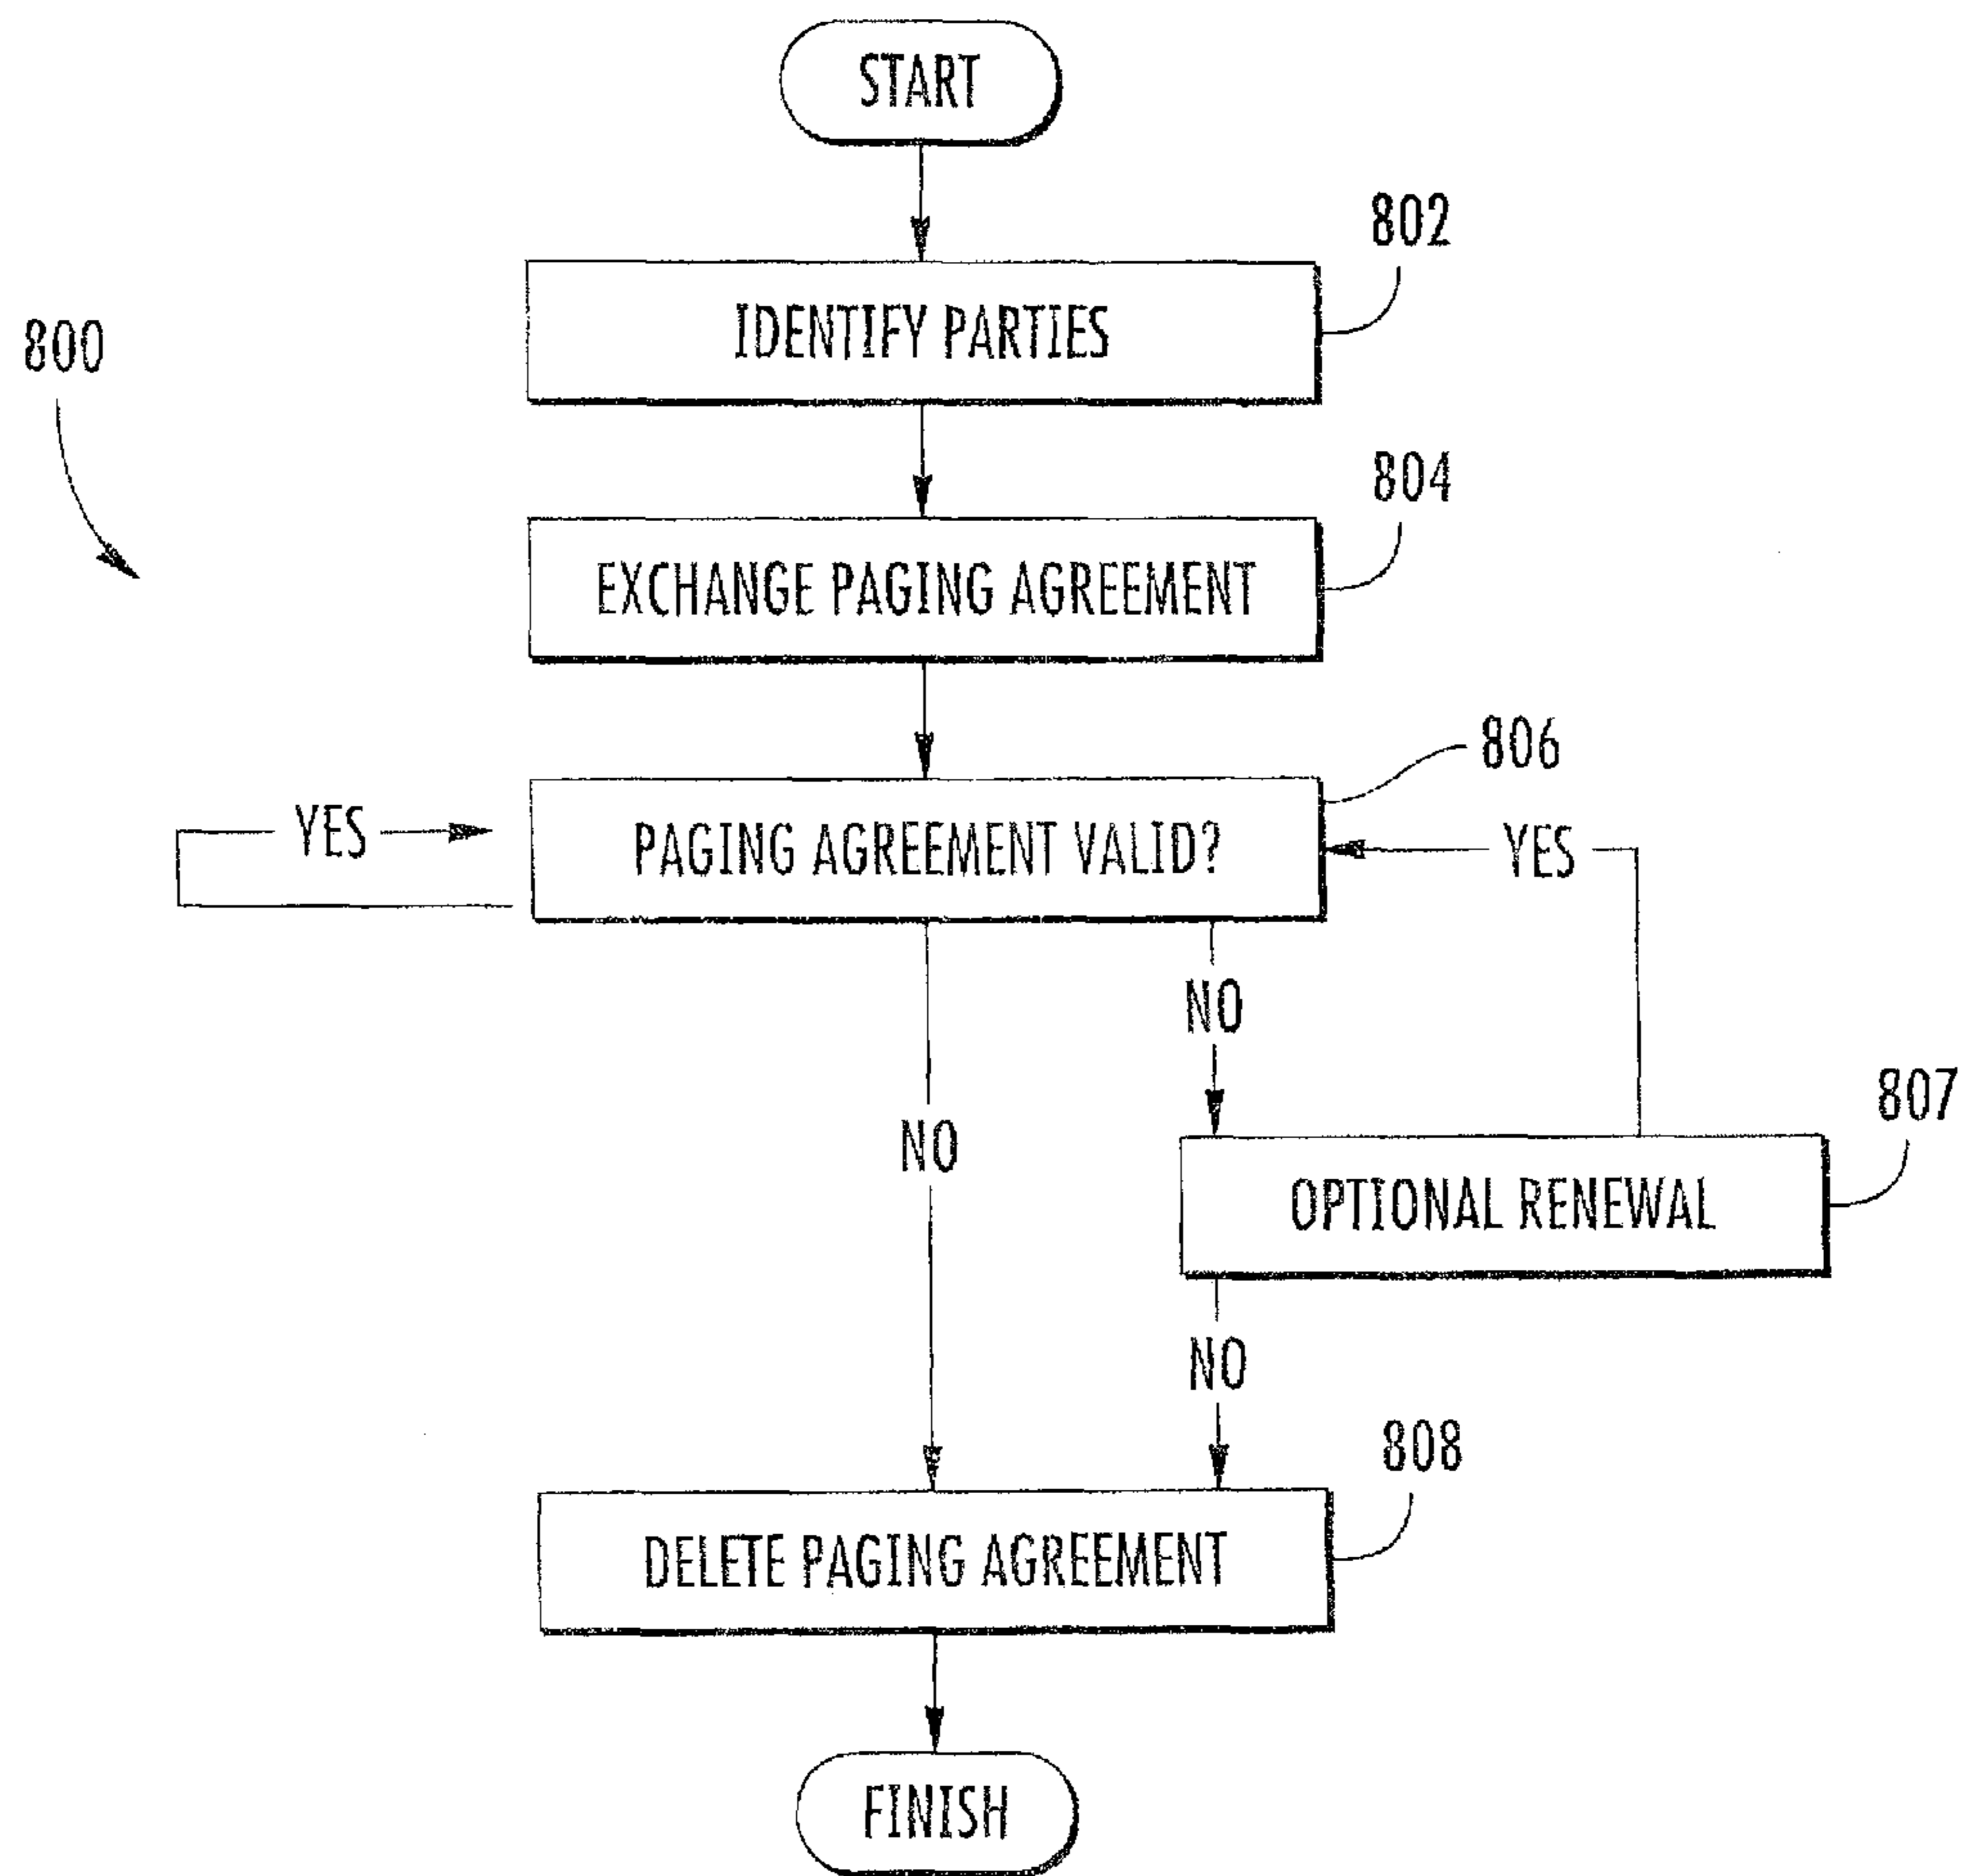 START
802
IDENTIFY PARTIES
800
804
EXCHANGE PAGING AGREEMENT
806
YES
PAGING AGREEMENT VALID?
YES
NO
NO
807
OPTIONAL RENEWAL
NO
808
DELETE PAGING AGREEMENT
FINISH